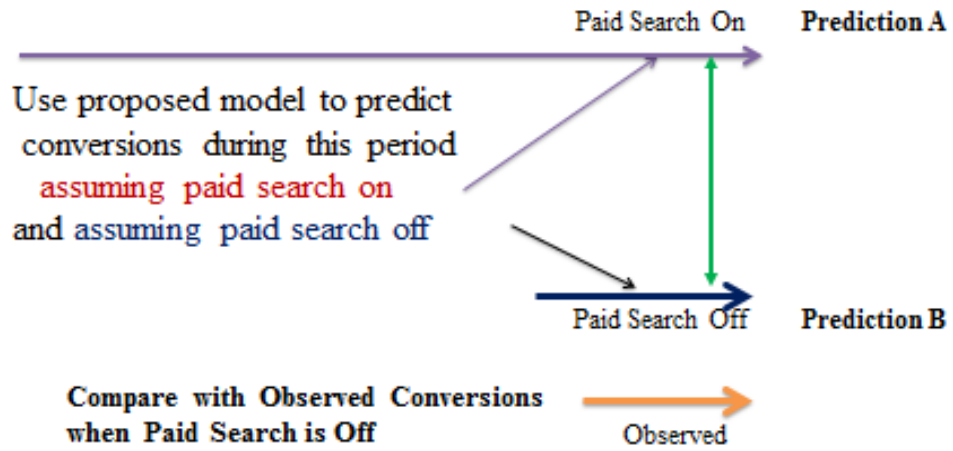 Paid Search On Prediction A
Use proposed model to predict
conversions during this period
assuming paid search on
and assuming paid search off
Paid Search Off Prediction B
Compare with Observed Conversions
when Paid Search is Off
Observed